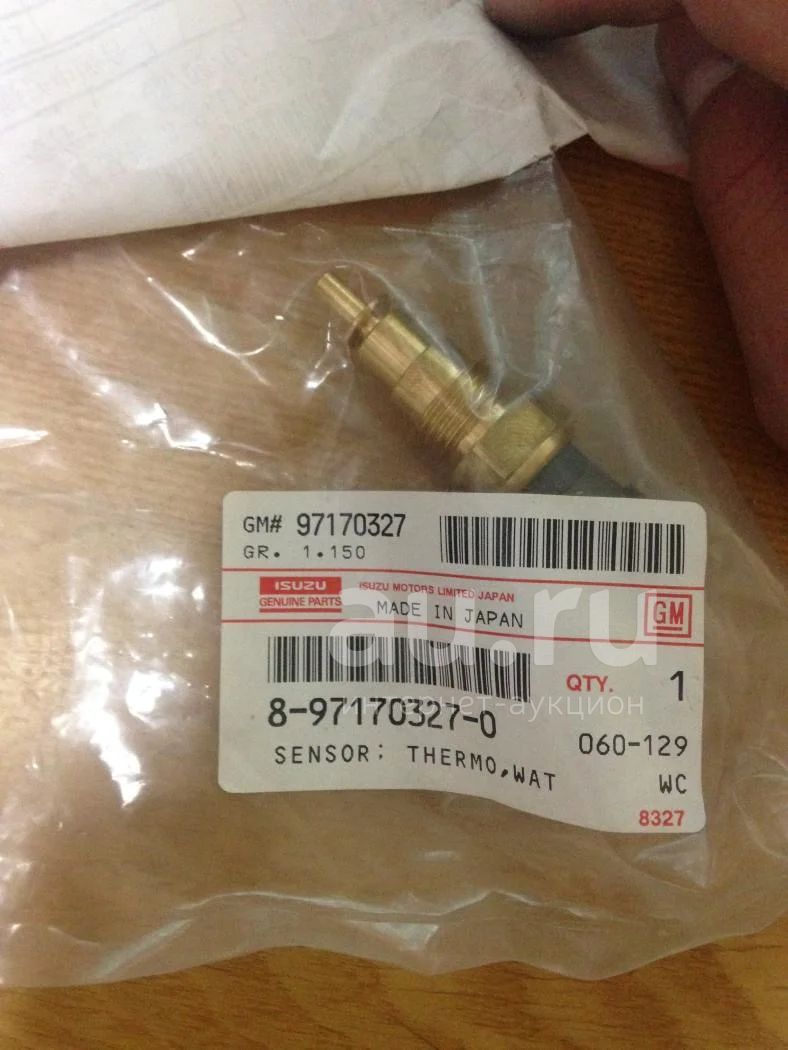 GM# 97170327
GR. 1.150
ISUZU
GENUINE PARTS
ISUZU MOTORS LIMITED JAPAN
MADE IN JAPAN
GM
au.ru
интернет-аукцион
QTY. 1
8-97170327-0
060-129
SENSOR; THERMO,WAT
WC
8327